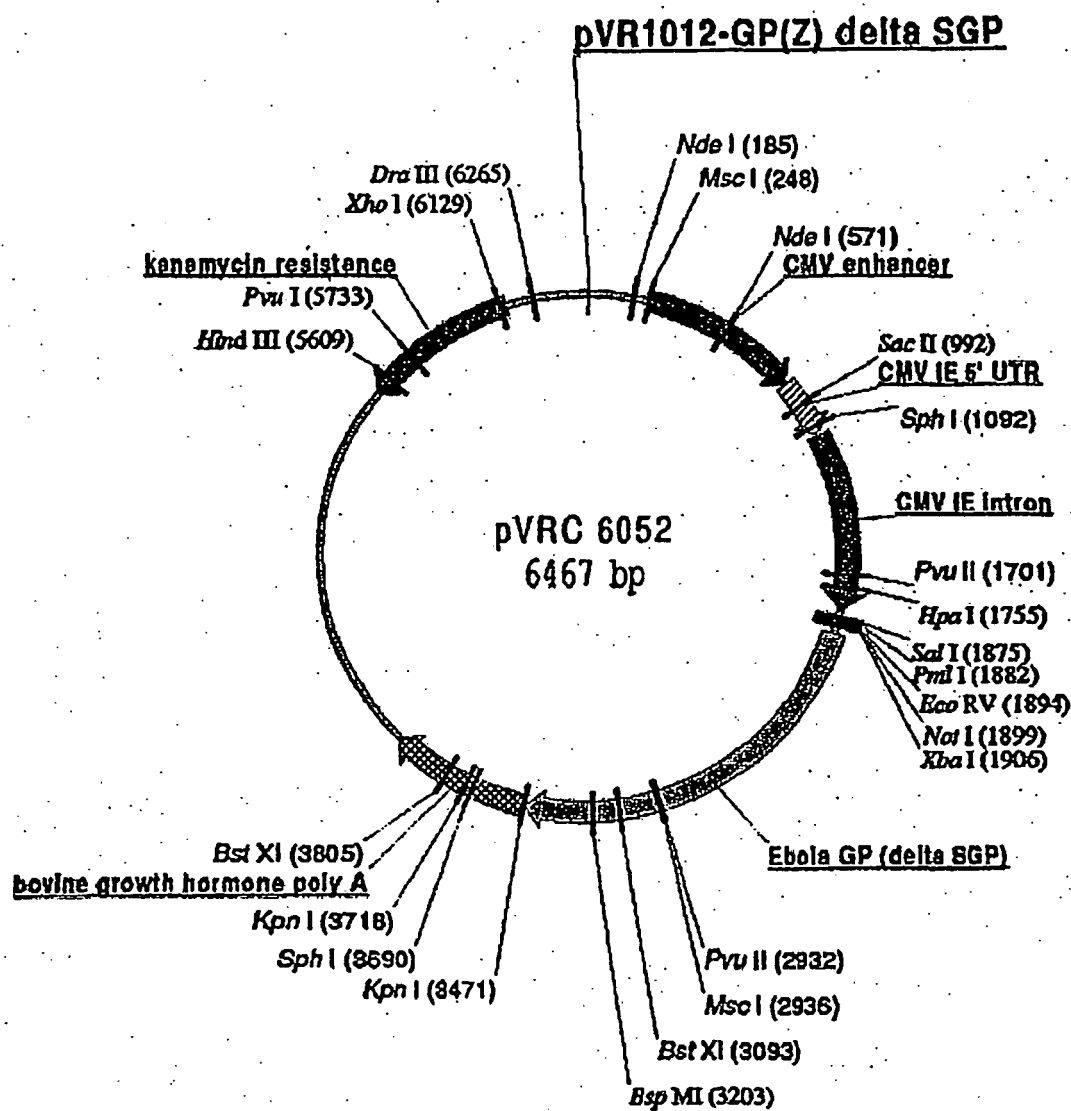 pVR1012-GP(Z) delta SGP
Nde I (185)
Msc I (248)
Dra III (6265)
Xho I (6129)
Nde I (571)
CMV enhancer
kanamycin resistance
Pvu I (5733)
Hind III (5609)
Sac II (992)
CMV IE 5' UTR
Sph I (1092)
CMV IE intron
pVRC 6052
6467 bp
Pvu II (1701)
Hpa I (1755)
Sal I (1875)
Pml I (1882)
Eco RV (1894)
Not I (1899)
Xba I (1906)
Bst XI (3805)
bovine growth hormone poly A
Kpn I (3718)
Sph I (3690)
Kpn I (3471)
Ebola GP (delta SGP)
Pvu II (2932)
Msc I (2936)
Bst XI (3093)
Bsp MI (3203)